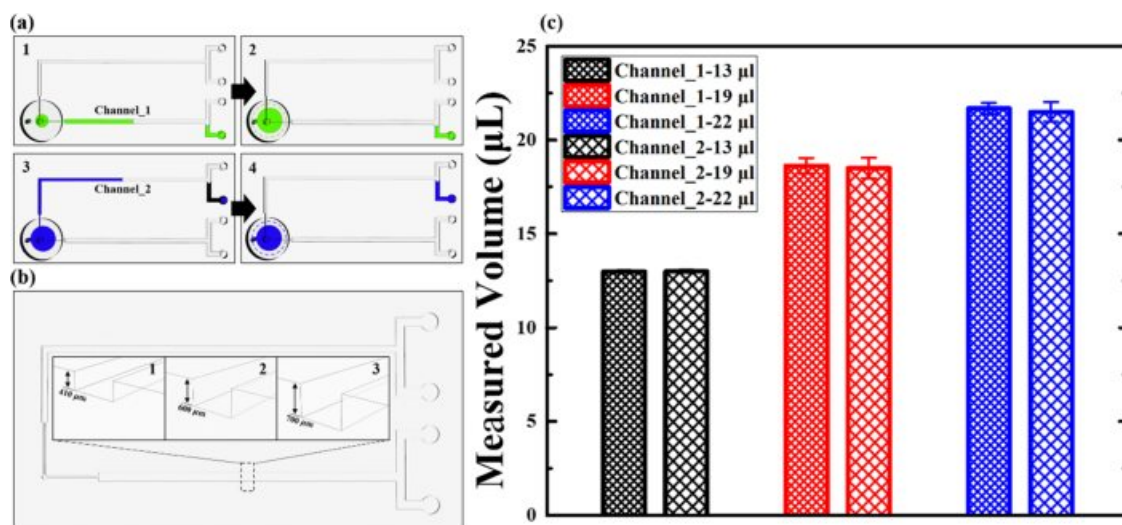 (a)
1
Channel_1
2
3
Channel_2
4
(b)
1
410 μm
2
600 μm
3
700 μm
(c)
Measured Volume (μL)
25
20
15
10
5
0
Channel_1-13 μl
Channel_1-19 μl
Channel_1-22 μl
Channel_2-13 μl
Channel_2-19 μl
Channel_2-22 μl